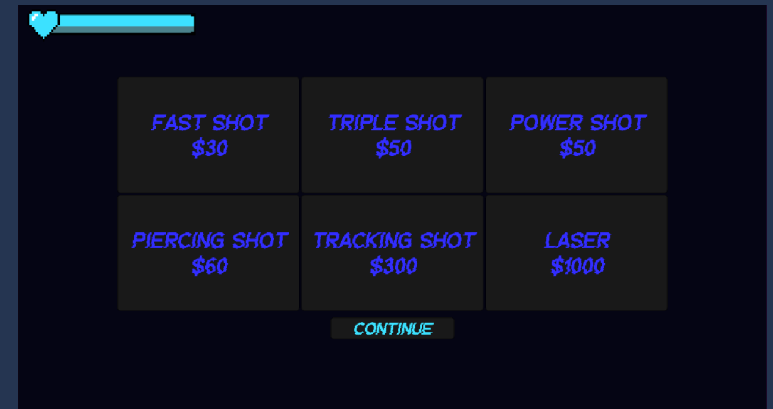 FAST SHOT
$30
TRIPLE SHOT
$50
POWER SHOT
$50
PIERCING SHOT
$60
TRACKING SHOT
$300
LASER
$1000
CONTINUE